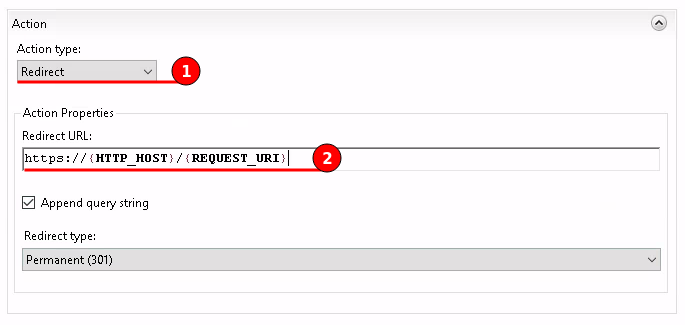 Action
Action type:
Redirect
1
Action Properties
Redirect URL:
https://{HTTP_HOST}/{REQUEST_URI}
2
Append query string
Redirect type:
Permanent (301)